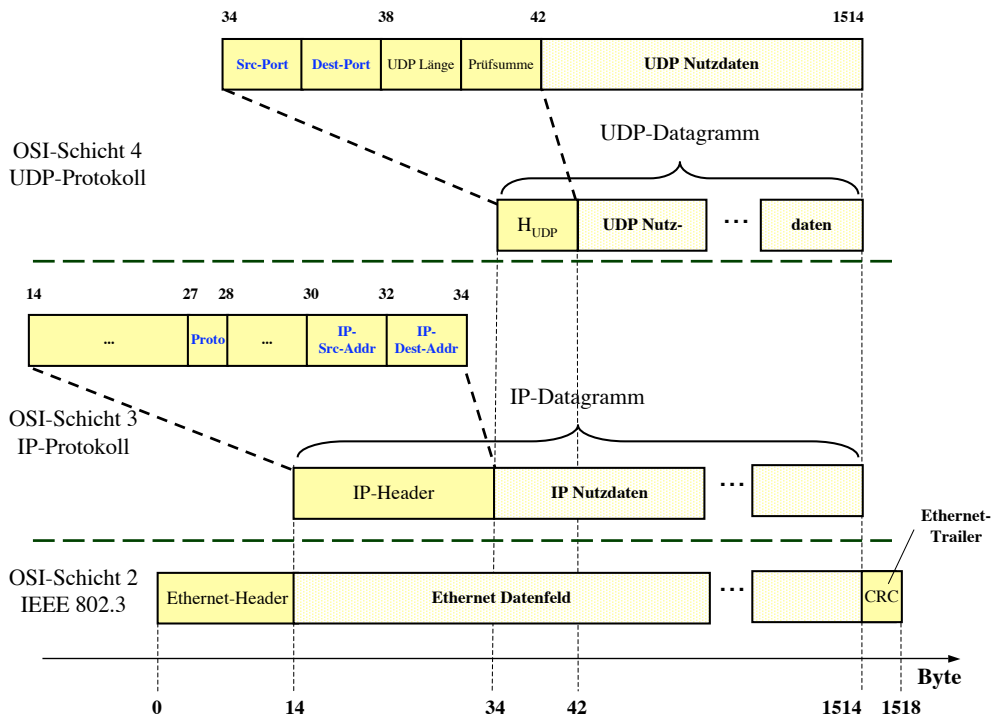 34 38 42 1514
Src-Port Dest-Port UDP Länge Prüfsumme UDP Nutzdaten
UDP-Datagramm
OSI-Schicht 4
UDP-Protokoll
H_UDP UDP Nutz- ... daten
14 27 28 30 32 34
... Proto ... IP-Src-Addr IP-Dest-Addr
IP-Datagramm
OSI-Schicht 3
IP-Protokoll
IP-Header IP Nutzdaten ...
Ethernet-
Trailer
OSI-Schicht 2
IEEE 802.3
Ethernet-Header Ethernet Datenfeld ... CRC
Byte
0 14 34 42 1514 1518